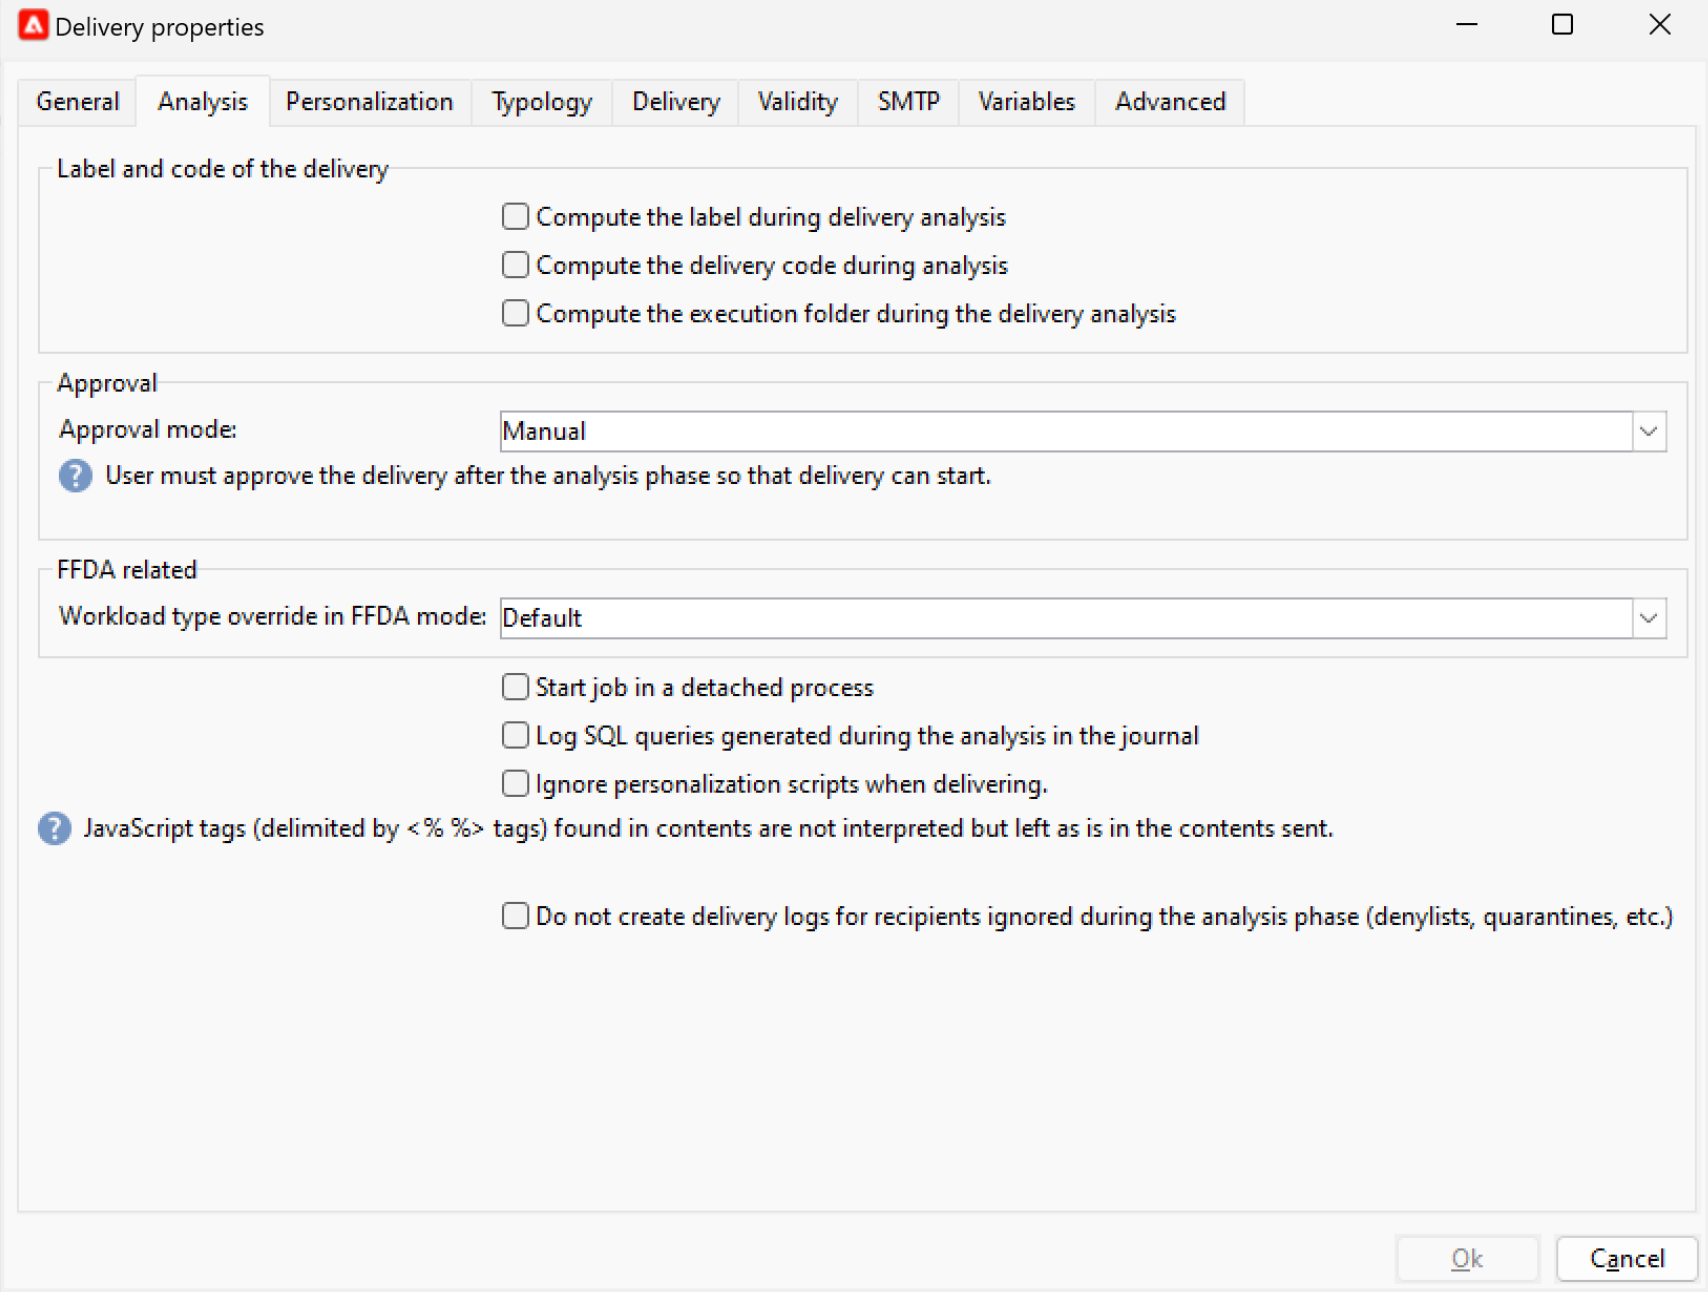 Delivery properties
General Analysis Personalization Typology Delivery Validity SMTP Variables Advanced
Label and code of the delivery
Compute the label during delivery analysis
Compute the delivery code during analysis
Compute the execution folder during the delivery analysis
Approval
Approval mode: Manual
? User must approve the delivery after the analysis phase so that delivery can start.
FFDA related
Workload type override in FFDA mode: Default
Start job in a detached process
Log SQL queries generated during the analysis in the journal
Ignore personalization scripts when delivering.
? JavaScript tags (delimited by <% %> tags) found in contents are not interpreted but left as is in the contents sent.
Do not create delivery logs for recipients ignored during the analysis phase (denylists, quarantines, etc.)
Ok Cancel